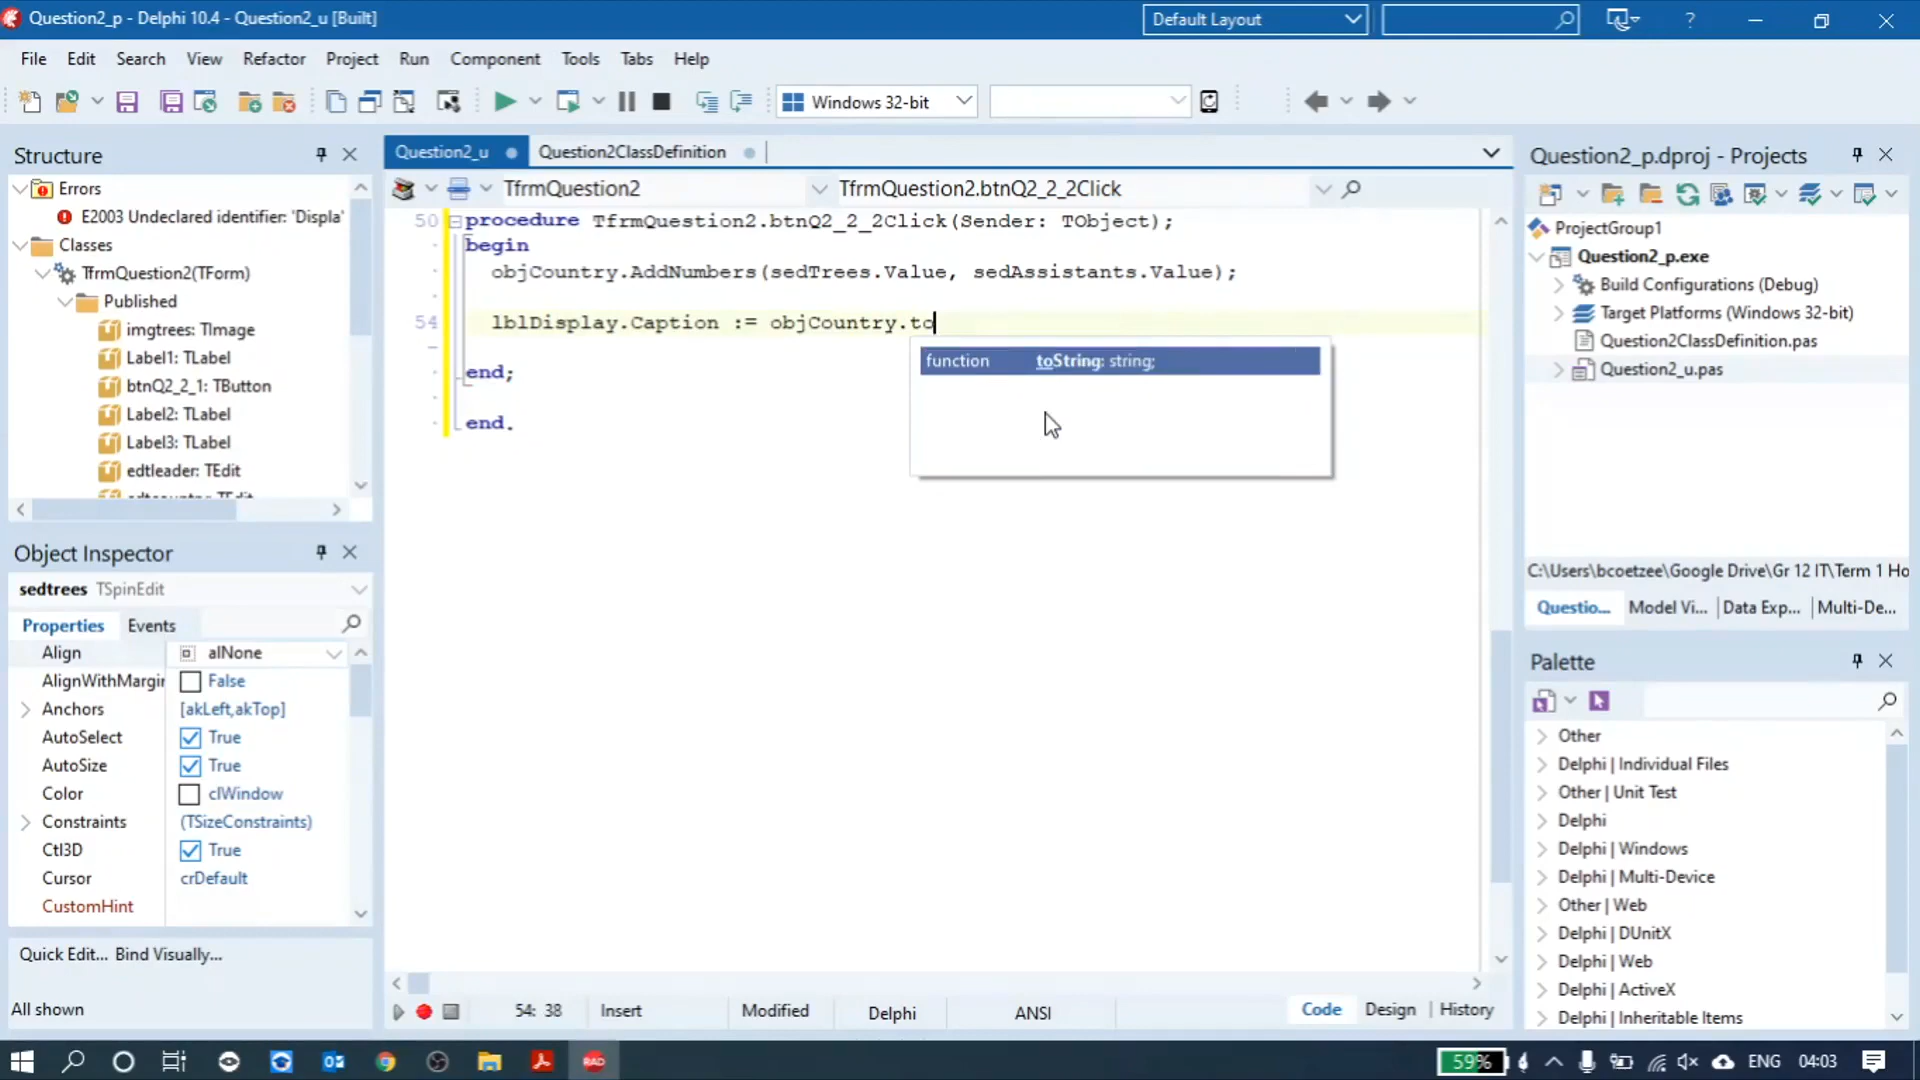 Question2_p - Delphi 10.4 - Question2_u [Built]
Default Layout
?
File Edit Search View Refactor Project Run Component Tools Tabs Help
Windows 32-bit
Structure
Errors
E2003 Undeclared identifier: 'Displa'
Classes
TfrmQuestion2(TForm)
Published
imgtrees: TImage
Label1: TLabel
btnQ2_2_1: TButton
Label2: TLabel
Label3: TLabel
edtleader: TEdit
Object Inspector
sedtrees TSpinEdit
Properties Events
Align alNone
AlignWithMargin False
Anchors [akLeft,akTop]
AutoSelect True
AutoSize True
Color clWindow
Constraints (TSizeConstraints)
Ctl3D True
Cursor crDefault
CustomHint
Quick Edit... Bind Visually...
All shown
Question2_u Question2ClassDefinition
TfrmQuestion2 TfrmQuestion2.btnQ2_2_2Click
50 procedure TfrmQuestion2.btnQ2_2_2Click(Sender: TObject);
begin
objCountry.AddNumbers(sedTrees.Value, sedAssistants.Value);
54 lblDisplay.Caption := objCountry.to
function toString: string;
end;
end.
54: 38 Insert Modified Delphi ANSI Code Design History
Question2_p.dproj - Projects
ProjectGroup1
Question2_p.exe
Build Configurations (Debug)
Target Platforms (Windows 32-bit)
Question2ClassDefinition.pas
Question2_u.pas
C:\Users\bcoetzee\Google Drive\Gr 12 IT\Term 1 Ho
Questio... Model Vi... Data Exp... Multi-De...
Palette
Other
Delphi | Individual Files
Other | Unit Test
Delphi
Delphi | Windows
Delphi | Multi-Device
Other | Web
Delphi | DUnitX
Delphi | Web
Delphi | ActiveX
Delphi | Inheritable Items
59% ENG 04:03